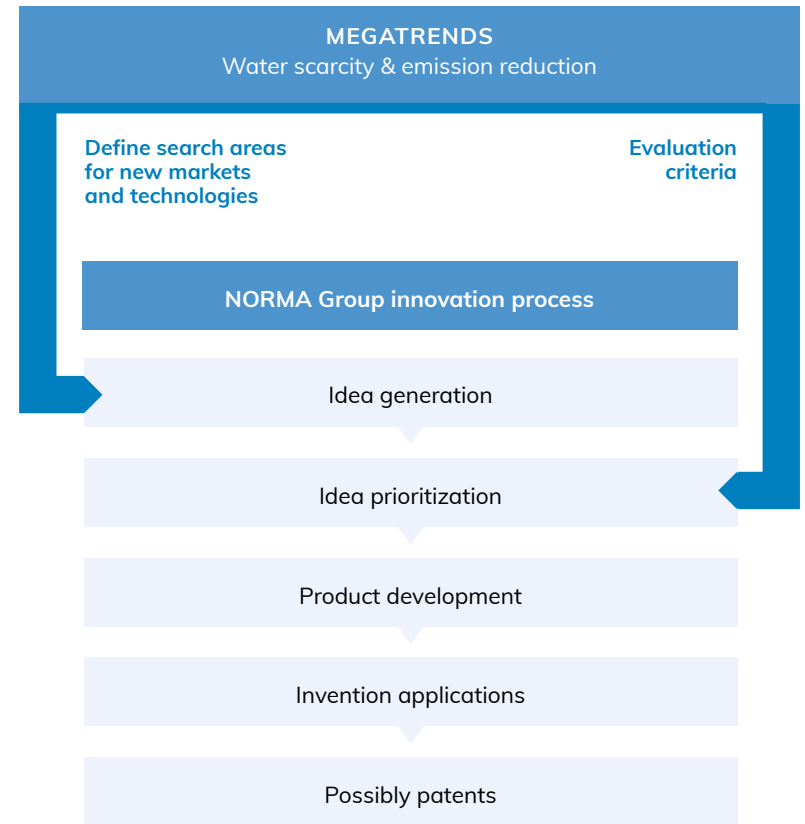 MEGATRENDS
Water scarcity & emission reduction
Define search areas
for new markets
and technologies
Evaluation
criteria
NORMA Group innovation process
Idea generation
Idea prioritization
Product development
Invention applications
Possibly patents